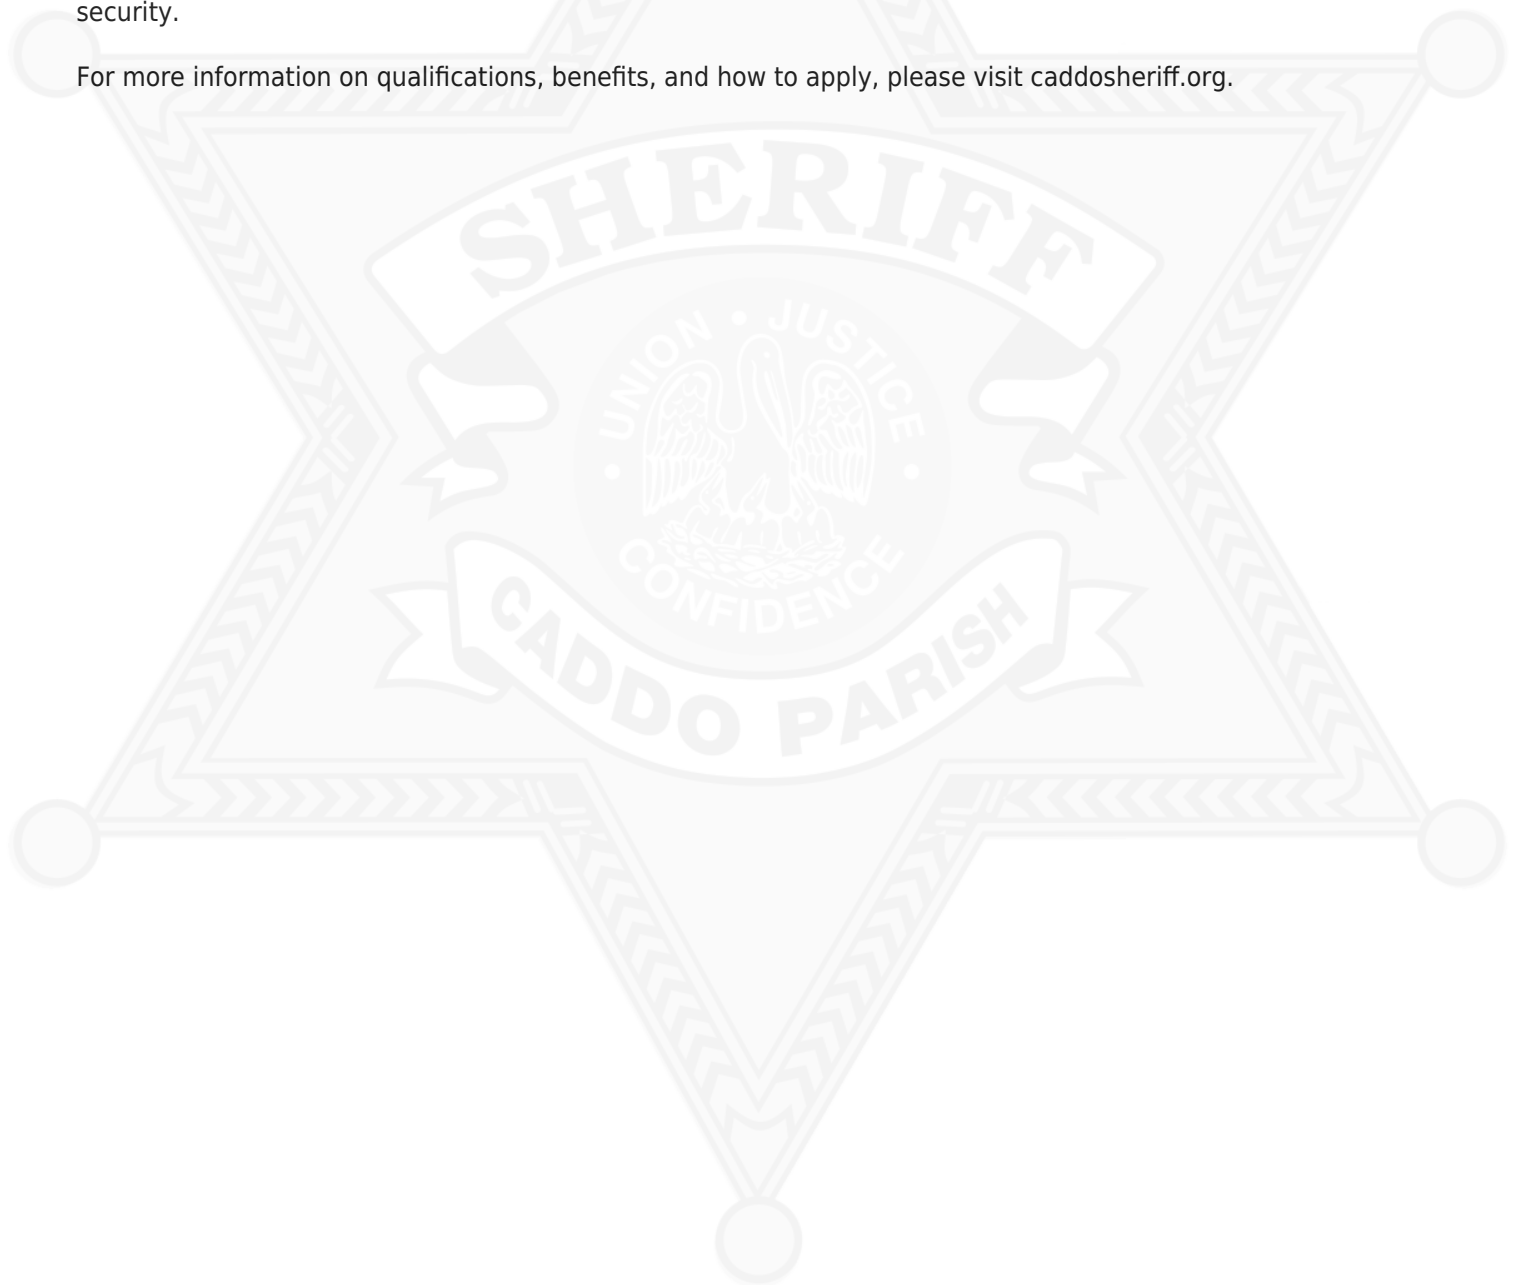 security.
For more information on qualifications, benefits, and how to apply, please visit caddosheriff.org.
SHERIFF
UNION • JUSTICE
• CONFIDENCE •
CADDO PARISH